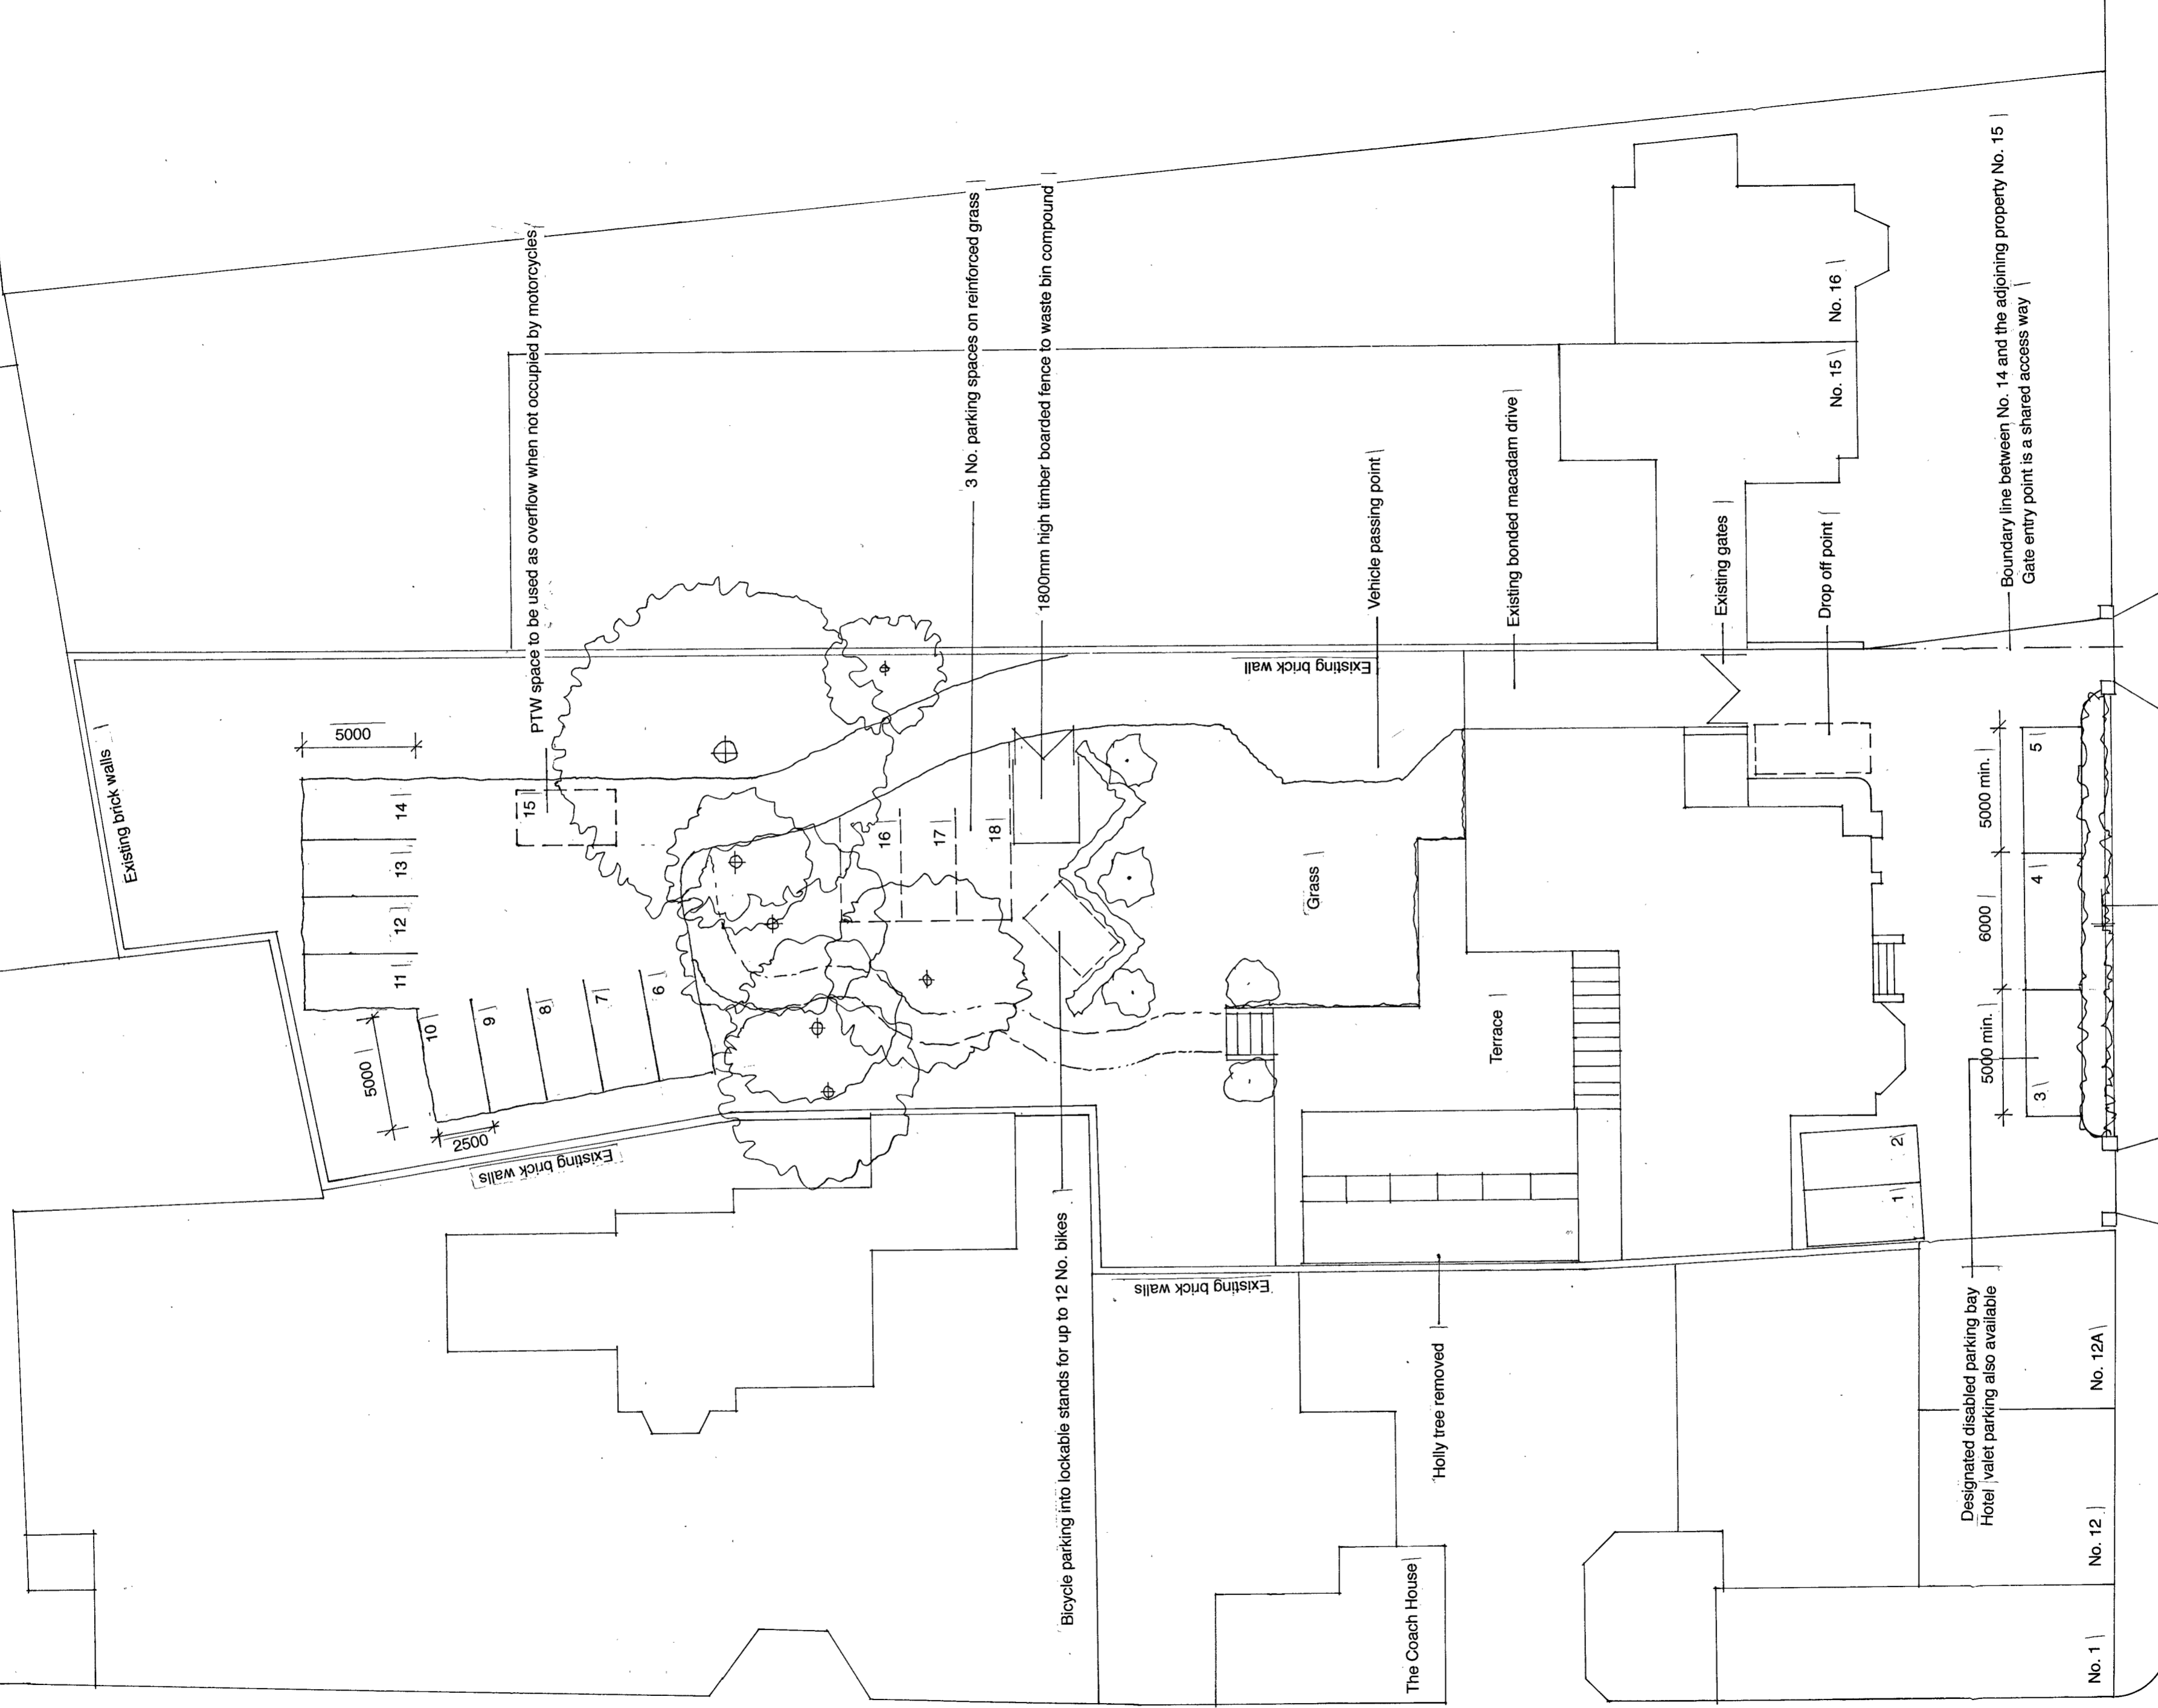 Existing brick walls
5000
14
13
12
11
10
9
8
7
6
5000
2500
Existing brick walls
PTW space to be used as overflow when not occupied by motorcycles
15
3 No. parking spaces on reinforced grass
16
17
18
1800mm high timber boarded fence to waste bin compound
Bicycle parking into lockable stands for up to 12 No. bikes
Existing brick wall
Vehicle passing point
Existing bonded macadam drive
Grass
Terrace
Existing brick walls
Holly tree removed
The Coach House
Existing gates
Drop off point
No. 16
No. 15
Boundary line between No. 14 and the adjoining property No. 15
Gate entry point is a shared access way
5000 min.
6000
5000 min.
5
4
3
2
1
Designated disabled parking bay
Hotel valet parking also available
No. 12A
No. 12
No. 1